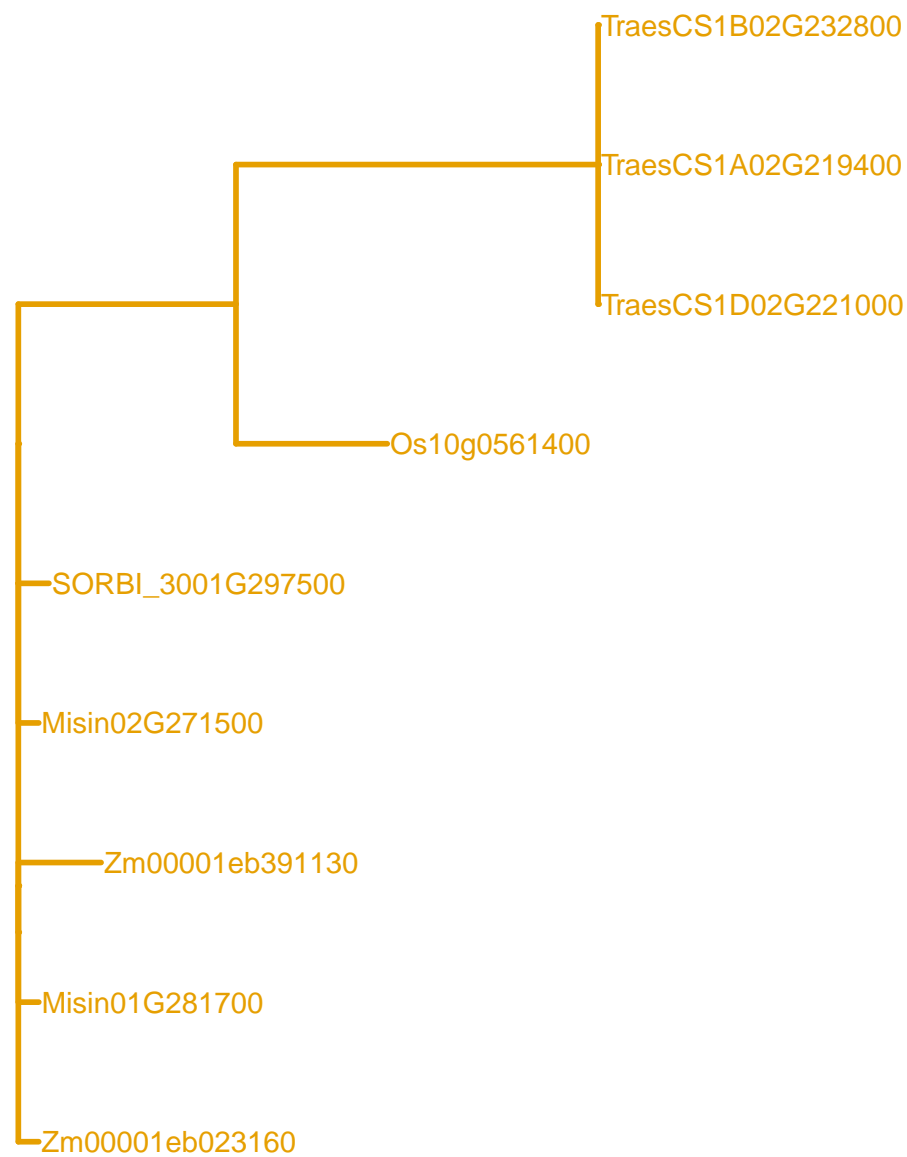 TraesCS1B02G232800
TraesCS1A02G219400
TraesCS1D02G221000
Os10g0561400
SORBI_3001G297500
Misin02G271500
Zm00001eb391130
Misin01G281700
Zm00001eb023160